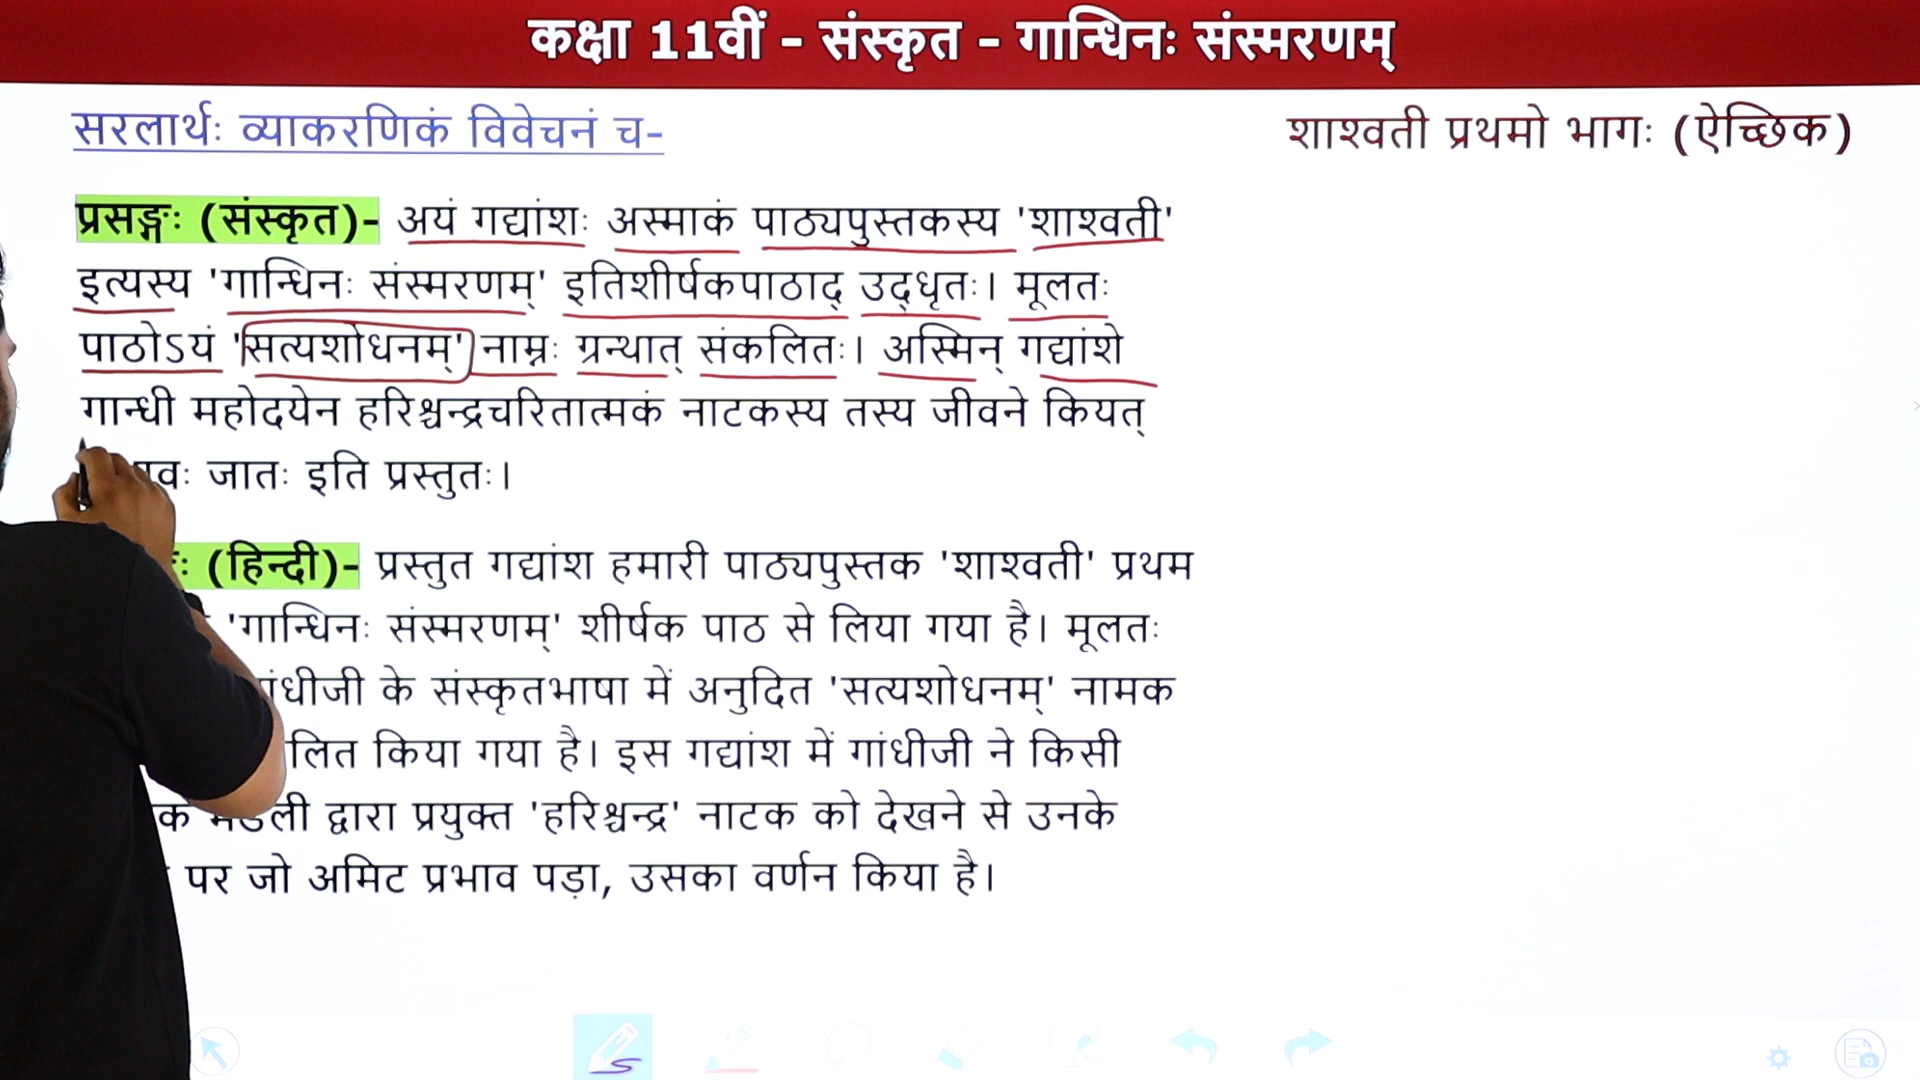 कक्षा 11वीं - संस्कृत - गान्धिनः संस्मरणम्
सरलार्थः व्याकरणिकं विवेचनं च-
शाश्वती प्रथमो भागः (ऐच्छिक)
प्रसङ्गः (संस्कृत)- अयं गद्यांशः अस्माकं पाठ्यपुस्तकस्य 'शाश्वती'
इत्यस्य 'गान्धिनः संस्मरणम्' इतिशीर्षकपाठाद् उद्धृतः। मूलतः
पाठोऽयं 'सत्यशोधनम्' नाम्नः ग्रन्थात् संकलितः। अस्मिन् गद्यांशे
गान्धी महोदयेन हरिश्चन्द्रचरितात्मकं नाटकस्य तस्य जीवने कियत्
जातः इति प्रस्तुतः।
(हिन्दी)- प्रस्तुत गद्यांश हमारी पाठ्यपुस्तक 'शाश्वती' प्रथम
'गान्धिनः संस्मरणम्' शीर्षक पाठ से लिया गया है। मूलतः
के संस्कृतभाषा में अनुदित 'सत्यशोधनम्' नामक
किया गया है। इस गद्यांश में गांधीजी ने किसी
द्वारा प्रयुक्त 'हरिश्चन्द्र' नाटक को देखने से उनके
पर जो अमिट प्रभाव पड़ा, उसका वर्णन किया है।